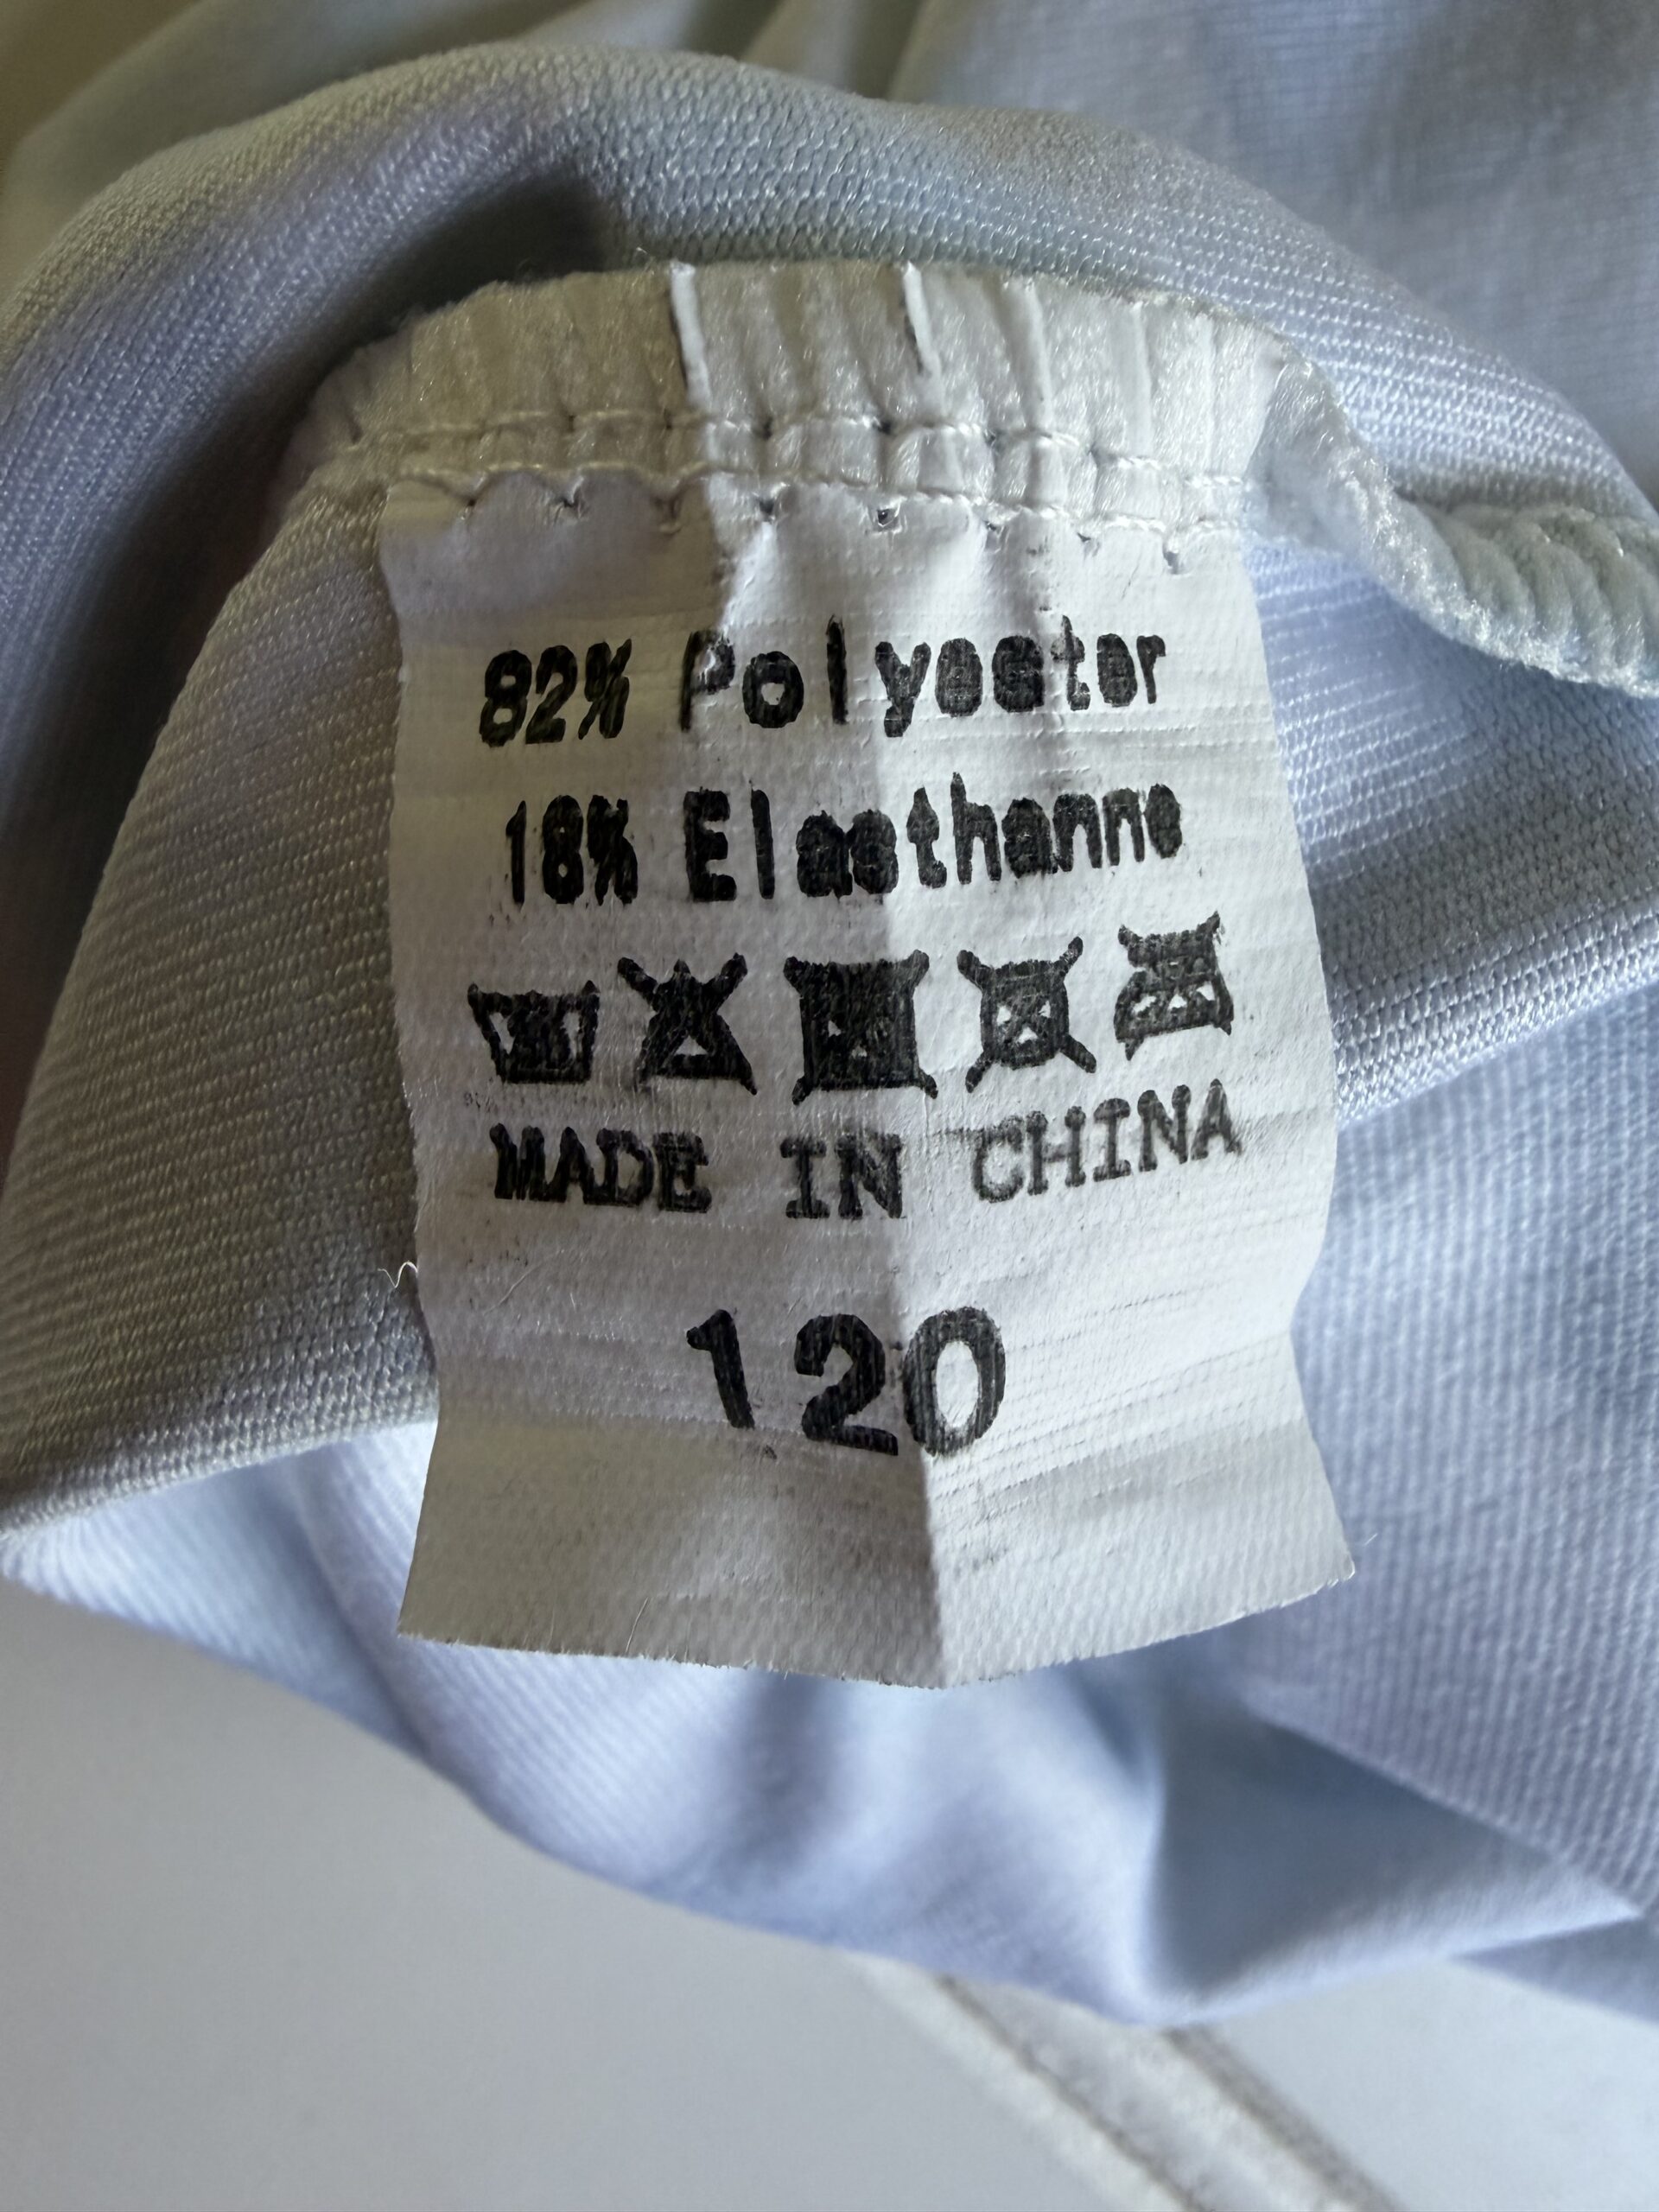 82% Polyester
18% Elasthanne
MADE IN CHINA
120